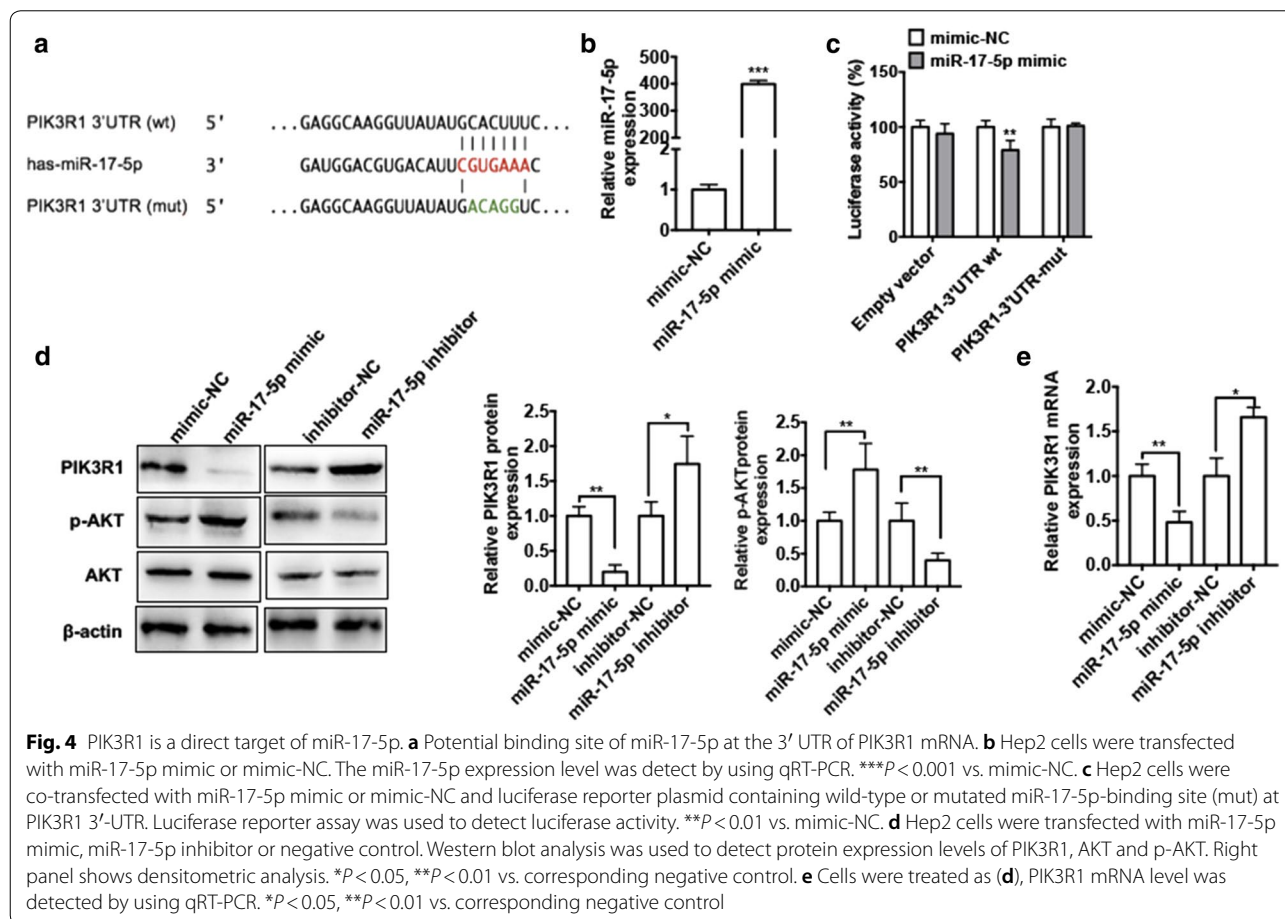 a
PIK3R1 3'UTR (wt) 5' ...GAGGCAAGGUUAUAUGCACUUUC...
has-miR-17-5p 3' GAUGGACGUGACAUUCGUGAAAC
PIK3R1 3'UTR (mut) 5' ...GAGGCAAGGUUAUAUGACAGGUC...
b
Relative miR-17-5p
expression
500
400
300
200
1
0
***
mimic-NC
miR-17-5p mimic
c
mimic-NC
miR-17-5p mimic
Luciferase activity (%)
150
100
50
0
**
Empty vector
PIK3R1-3'UTR wt
PIK3R1-3'UTR-mut
d
mimic-NC
miR-17-5p mimic
inhibitor-NC
miR-17-5p inhibitor
PIK3R1
p-AKT
AKT
β-actin
Relative PIK3R1 protein
expression
2.5
2.0
1.5
1.0
0.5
0.0
**
*
mimic-NC
miR-17-5p mimic
inhibitor-NC
miR-17-5p inhibitor
Relative p-AKTprotein
expression
2.5
2.0
1.5
1.0
0.5
0.0
**
**
mimic-NC
miR-17-5p mimic
inhibitor-NC
miR-17-5p inhibitor
e
Relative PIK3R1 mRNA
expression
2.0
1.5
1.0
0.5
0.0
**
*
mimic-NC
miR-17-5p mimic
inhibitor-NC
miR-17-5p inhibitor
Fig. 4 PIK3R1 is a direct target of miR-17-5p. a Potential binding site of miR-17-5p at the 3′ UTR of PIK3R1 mRNA. b Hep2 cells were transfected
with miR-17-5p mimic or mimic-NC. The miR-17-5p expression level was detect by using qRT-PCR. ***P < 0.001 vs. mimic-NC. c Hep2 cells were
co-transfected with miR-17-5p mimic or mimic-NC and luciferase reporter plasmid containing wild-type or mutated miR-17-5p-binding site (mut) at
PIK3R1 3′-UTR. Luciferase reporter assay was used to detect luciferase activity. **P < 0.01 vs. mimic-NC. d Hep2 cells were transfected with miR-17-5p
mimic, miR-17-5p inhibitor or negative control. Western blot analysis was used to detect protein expression levels of PIK3R1, AKT and p-AKT. Right
panel shows densitometric analysis. *P < 0.05, **P < 0.01 vs. corresponding negative control. e Cells were treated as (d), PIK3R1 mRNA level was
detected by using qRT-PCR. *P < 0.05, **P < 0.01 vs. corresponding negative control